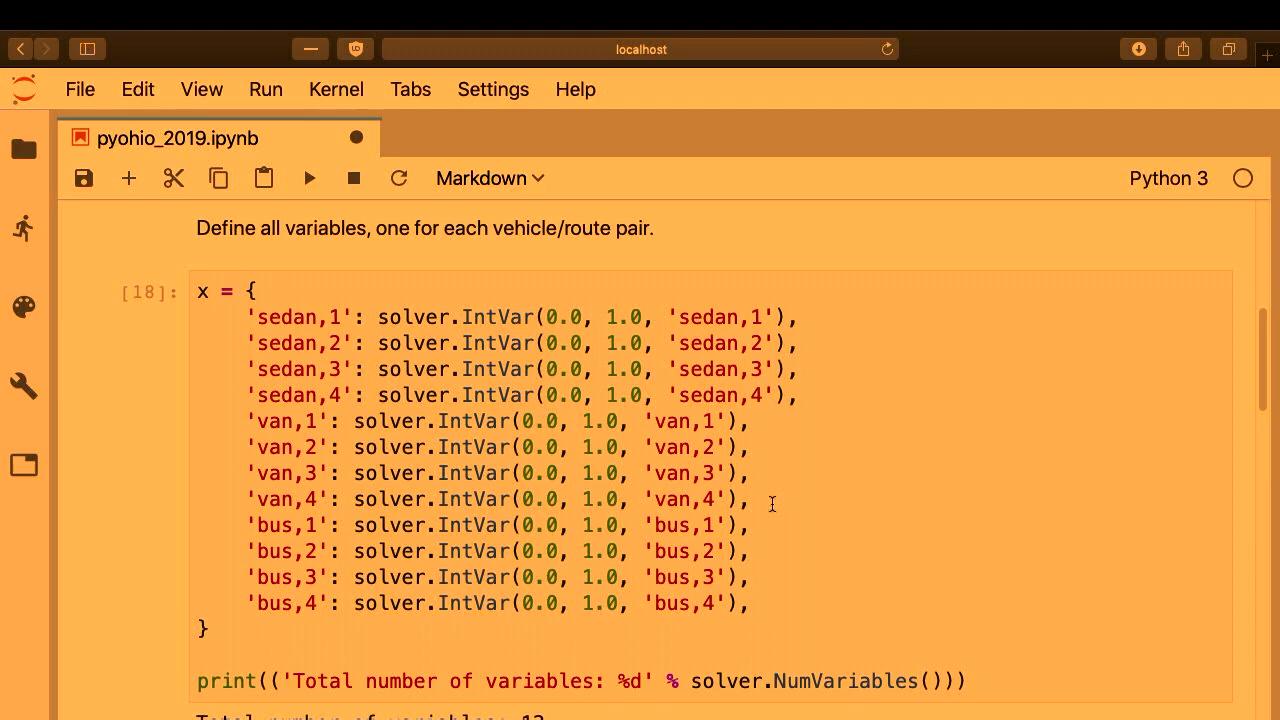 localhost
File Edit View Run Kernel Tabs Settings Help
pyohio_2019.ipynb
Markdown
Python 3
Define all variables, one for each vehicle/route pair.
[18]: x = {
'sedan,1': solver.IntVar(0.0, 1.0, 'sedan,1'),
'sedan,2': solver.IntVar(0.0, 1.0, 'sedan,2'),
'sedan,3': solver.IntVar(0.0, 1.0, 'sedan,3'),
'sedan,4': solver.IntVar(0.0, 1.0, 'sedan,4'),
'van,1': solver.IntVar(0.0, 1.0, 'van,1'),
'van,2': solver.IntVar(0.0, 1.0, 'van,2'),
'van,3': solver.IntVar(0.0, 1.0, 'van,3'),
'van,4': solver.IntVar(0.0, 1.0, 'van,4'),
'bus,1': solver.IntVar(0.0, 1.0, 'bus,1'),
'bus,2': solver.IntVar(0.0, 1.0, 'bus,2'),
'bus,3': solver.IntVar(0.0, 1.0, 'bus,3'),
'bus,4': solver.IntVar(0.0, 1.0, 'bus,4'),
}
print(('Total number of variables: %d' % solver.NumVariables()))
Total number of variables: